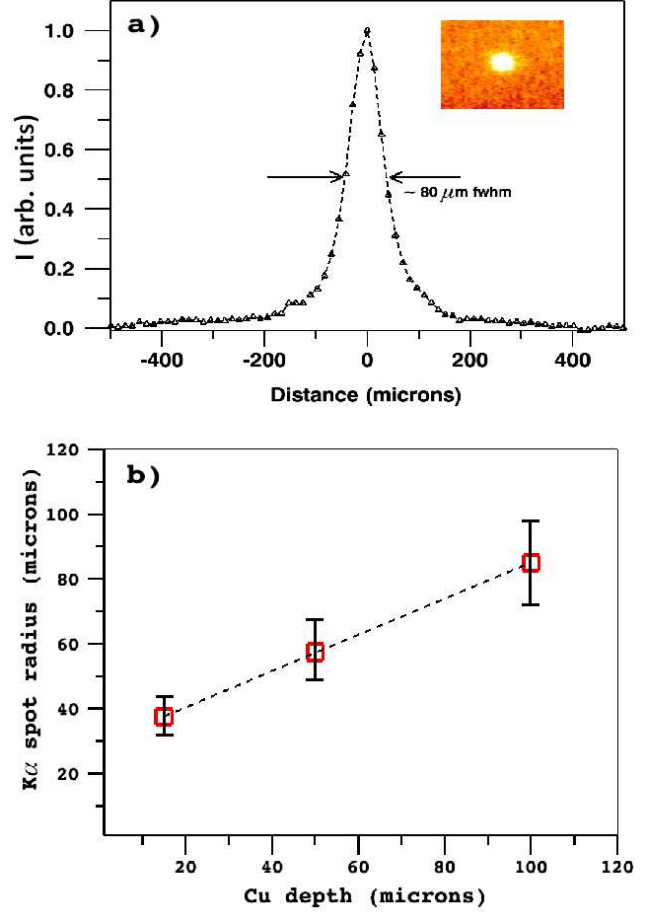 a)
I (arb. units)
1.0
0.8
0.6
0.4
0.2
0.0
~ 80 μm fwhm
-400 -200 0 200 400
Distance (microns)
b)
Kα spot radius (microns)
120
100
80
60
40
20
20 40 60 80 100 120
Cu depth (microns)